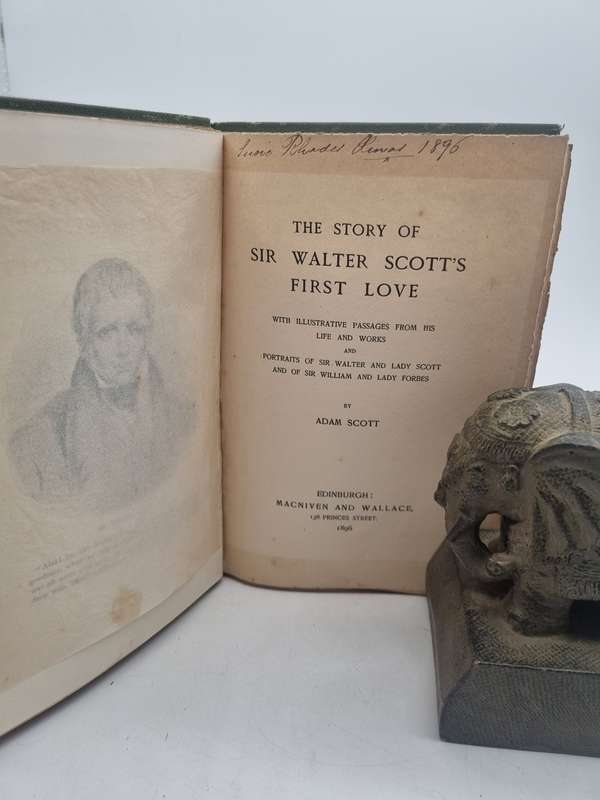 Rhodes 1896
THE STORY OF
SIR WALTER SCOTT'S
FIRST LOVE
WITH ILLUSTRATIVE PASSAGES FROM HIS
LIFE AND WORKS
AND
PORTRAITS OF SIR WALTER AND LADY SCOTT
AND OF SIR WILLIAM AND LADY FORBES
BY
ADAM SCOTT
EDINBURGH:
MACNIVEN AND WALLACE,
138 PRINCES STREET.
1896